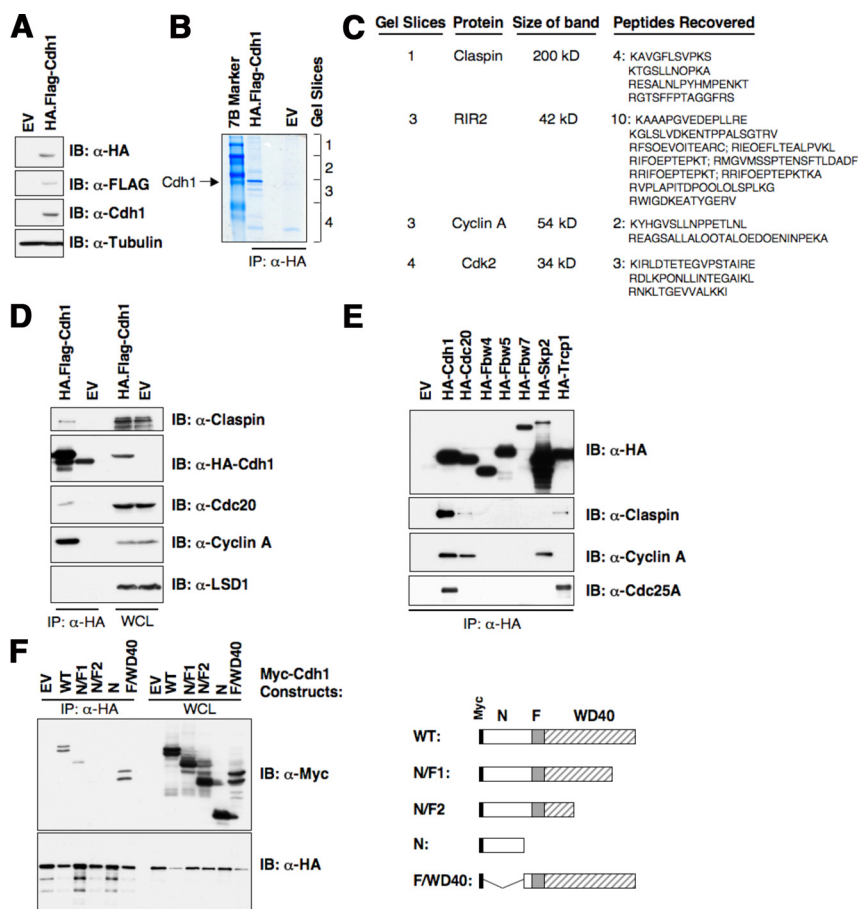 A
EV
HA.Flag-Cdh1
IB: α-HA
IB: α-FLAG
IB: α-Cdh1
IB: α-Tubulin
B
7B Marker
HA.Flag-Cdh1
EV
Gel Slices
Cdh1
1
2
3
4
IP: α-HA
C
Gel Slices Protein Size of band Peptides Recovered
1 Claspin 200 kD 4: KAVGFLSVPKS
KTGSLLNOPKA
RESALNLPYHMPENKT
RGTSFFPTAGGFRS
3 RIR2 42 kD 10: KAAAPGVEDEPLLRE
KGLSLVDKENTPPALSGTRV
RFSOEVOITEARC; RIEOEFLTEALPVKL
RIFOEPTEPKT; RMGVMSSPTENSFTLDADF
RRIFOEPTEPKT; RRIFOEPTEPKTKA
RVPLAPITDPOOLOLSPLKG
RWIGDKEATYGERV
3 Cyclin A 54 kD 2: KYHGVSLLNPPETLNL
REAGSALLALOOTALOEDOENINPEKA
4 Cdk2 34 kD 3: KIRLDTETEGVPSTAIRE
RDLKPONLLINTEGAIKL
RNKLTGEVVALKKI
D
HA.Flag-Cdh1
EV
HA.Flag-Cdh1
EV
IB: α-Claspin
IB: α-HA-Cdh1
IB: α-Cdc20
IB: α-Cyclin A
IB: α-LSD1
IP: α-HA WCL
E
EV
HA-Cdh1
HA-Cdc20
HA-Fbw4
HA-Fbw5
HA-Fbw7
HA-Skp2
HA-Trcp1
IB: α-HA
IB: α-Claspin
IB: α-Cyclin A
IB: α-Cdc25A
IP: α-HA
F
EV
WT
N/F1
N/F2
N
F/WD40
EV
WT
N/F1
N/F2
N
F/WD40
Myc-Cdh1
Constructs:
IP: α-HA WCL
IB: α-Myc
IB: α-HA
Myc
N F WD40
WT:
N/F1:
N/F2
N:
F/WD40: